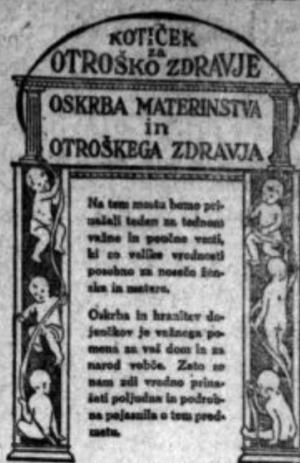 KOTIČEK
za
OTROŠKO ZDRAVJE
OSKRBA MATERINSTVA
in
OTROŠKEGA ZDRAVJA
Na tem mestu bomo pri-
našali teden za tednom
važne in poučne vesti,
ki so velike vrednosti
posebno za noseče žen-
ske in matere.
Oskrba in hranitev do-
jenčkov je važnega po-
mena za vaš dom in za
narod vobče. Zato se
nam zdi vredno prina-
šati poljudna in podrob-
na pojasnila o tem pred-
metu.